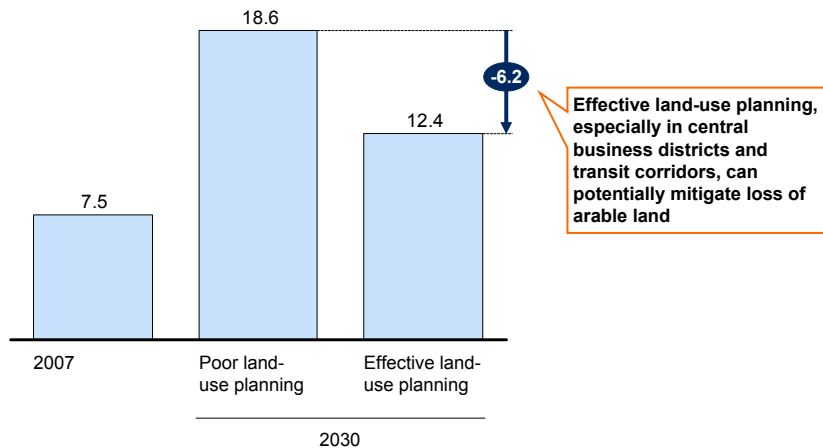 18.6
-6.2
12.4
7.5
Effective land-use planning,
especially in central
business districts and
transit corridors, can
potentially mitigate loss of
arable land
2007
Poor land-
use planning
Effective land-
use planning
2030